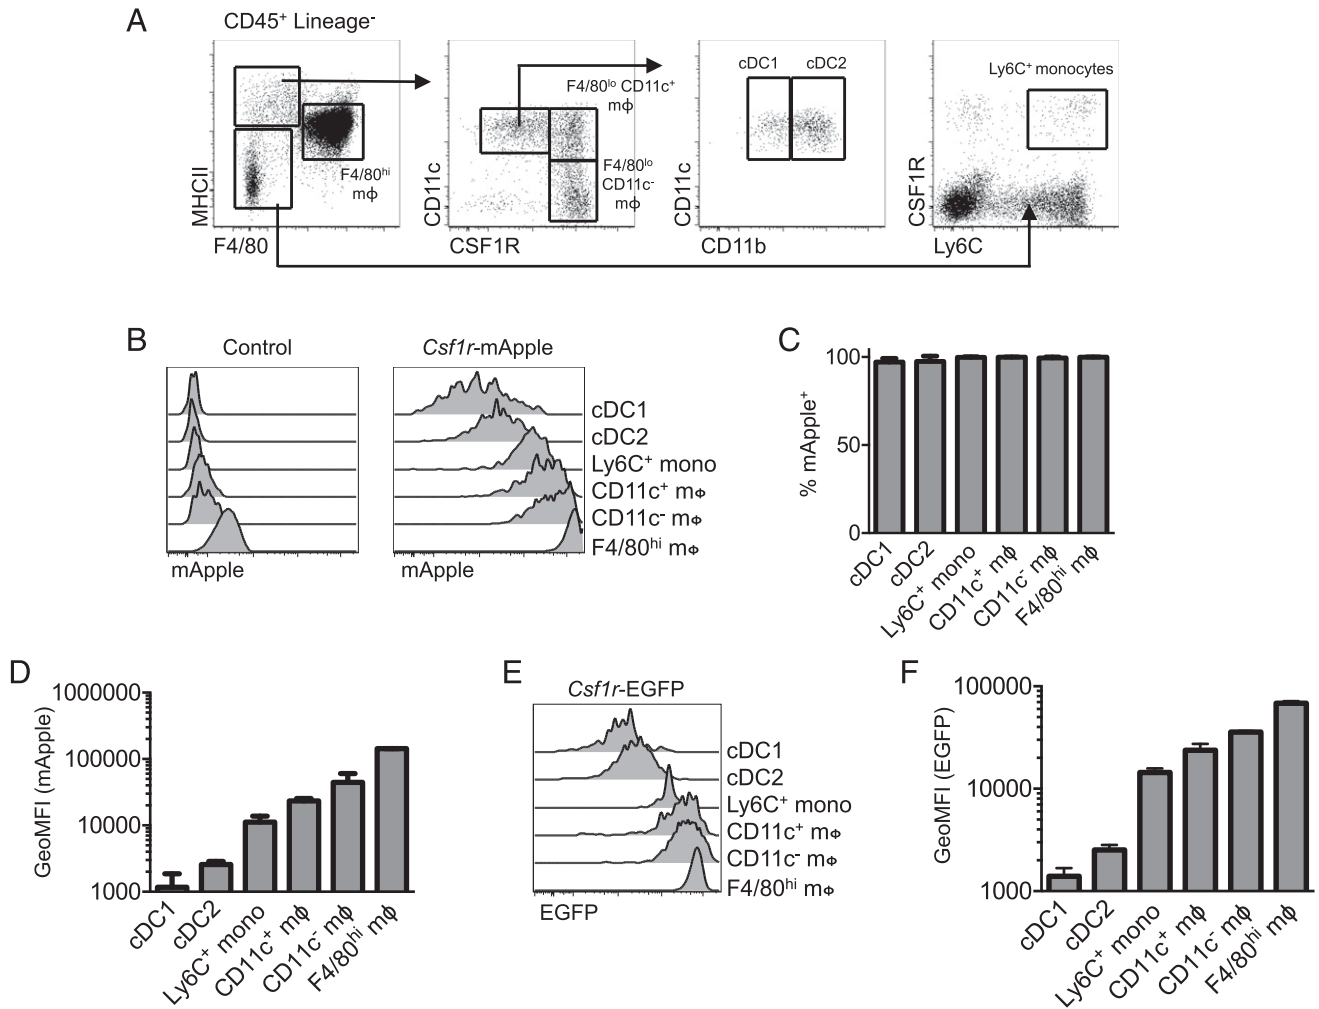 A
CD45⁺ Lineage⁻
MHCII
F4/80
F4/80ʰⁱ
mϕ
CD11c
CSF1R
F4/80ˡᵒ CD11c⁺
mϕ
F4/80ˡᵒ
CD11c⁻
mϕ
CD11c
CD11b
cDC1 cDC2
CSF1R
Ly6C
Ly6C⁺ monocytes
B
Control
mApple
Csf1r-mApple
mApple
cDC1
cDC2
Ly6C⁺ mono
CD11c⁺ mϕ
CD11c⁻ mϕ
F4/80ʰⁱ mϕ
C
% mApple⁺
100
50
0
cDC1
cDC2
Ly6C⁺ mono
CD11c⁺ mϕ
CD11c⁻ mϕ
F4/80ʰⁱ mϕ
D
GeoMFI (mApple)
1000000
100000
10000
1000
cDC1
cDC2
Ly6C⁺ mono
CD11c⁺ mϕ
CD11c⁻ mϕ
F4/80ʰⁱ mϕ
E
Csf1r-EGFP
cDC1
cDC2
Ly6C⁺ mono
CD11c⁺ mϕ
CD11c⁻ mϕ
F4/80ʰⁱ mϕ
EGFP
F
GeoMFI (EGFP)
100000
10000
1000
cDC1
cDC2
Ly6C⁺ mono
CD11c⁺ mϕ
CD11c⁻ mϕ
F4/80ʰⁱ mϕ